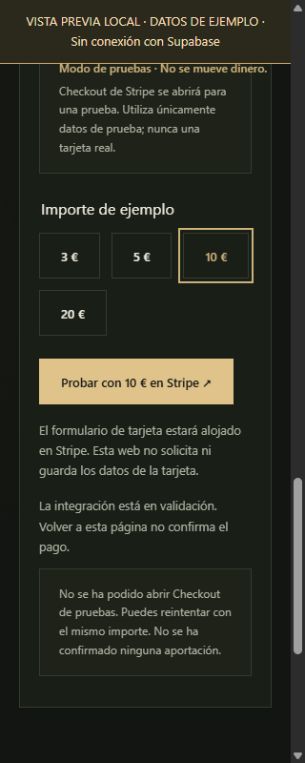 VISTA PREVIA LOCAL · DATOS DE EJEMPLO ·
Sin conexión con Supabase
Modo de pruebas · No se mueve dinero.
Checkout de Stripe se abrirá para
una prueba. Utiliza únicamente
datos de prueba; nunca una
tarjeta real.
Importe de ejemplo
3 € 5 € 10 €
20 €
Probar con 10 € en Stripe ↗
El formulario de tarjeta estará alojado
en Stripe. Esta web no solicita ni
guarda los datos de la tarjeta.
La integración está en validación.
Volver a esta página no confirma el
pago.
No se ha podido abrir Checkout
de pruebas. Puedes reintentar con
el mismo importe. No se ha
confirmado ninguna aportación.